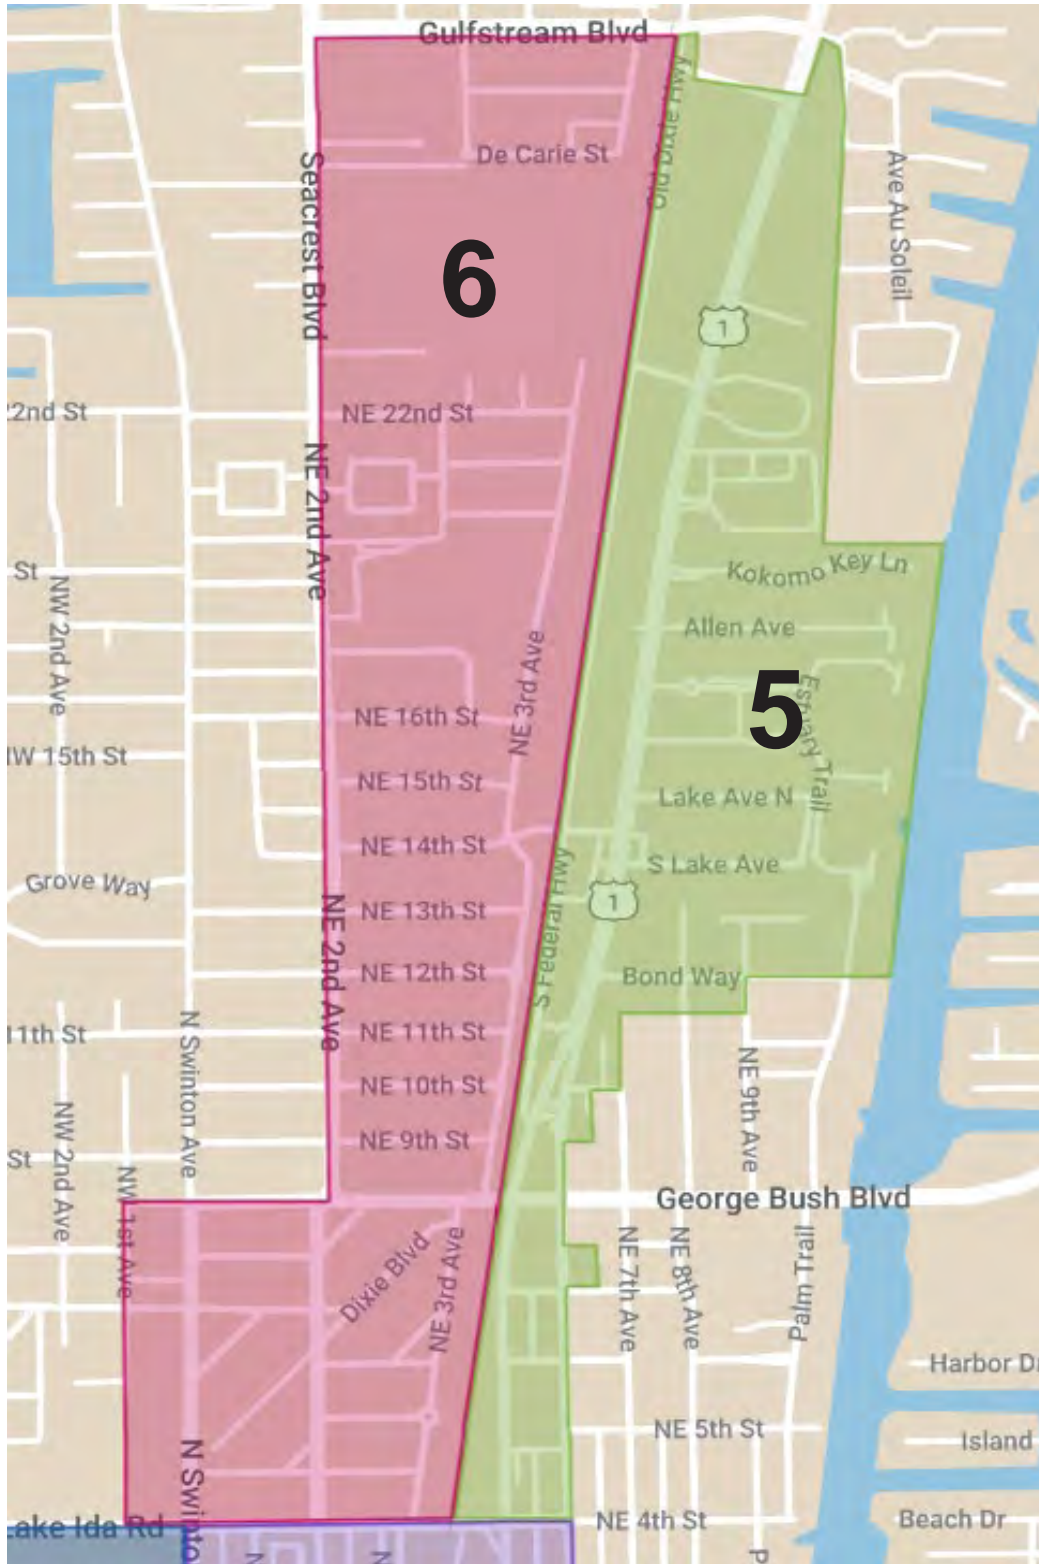 Gulfstream Blvd
Old Dixie Hwy
De Carie St
Ave Au Soleil
Seacrest Blvd
6
1
22nd St
NE 22nd St
NE 2nd Ave
St
NW 2nd Ave
Kokomo Key Ln
Allen Ave
5
Estuary Trail
NE 3rd Ave
NE 16th St
NW 15th St
NE 15th St
Lake Ave N
NE 14th St
S Lake Ave
Grove Way
S Federal Hwy
1
NE 13th St
NE 2nd Ave
NE 12th St
Bond Way
11th St
N Swinton Ave
NE 11th St
NE 10th St
NE 9th Ave
NW 2nd Ave
NE 9th St
St
NW 1st Ave
George Bush Blvd
Dixie Blvd
NE 3rd Ave
NE 7th Ave
NE 8th Ave
Palm Trail
Harbor Dr
NE 5th St
Island
N Swinto
Lake Ida Rd
NE 4th St
Beach Dr
N
N
P